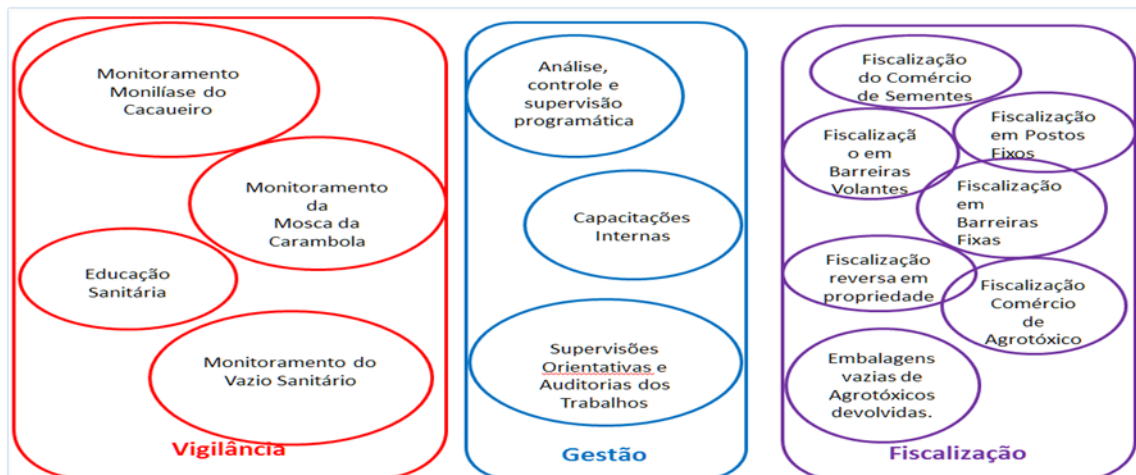 Monitoramento
Monilíase do
Cacaueiro
Monitoramento
da
Mosca da
Carambola
Educação
Sanitária
Monitoramento do
Vazio Sanitário
Vigilância
Análise,
controle e
supervisão
programática
Capacitações
Internas
Supervisões
Orientativas e
Auditorias dos
Trabalhos
Gestão
Fiscalização
do Comércio
de Sementes
Fiscalizaçã
o em
Barreiras
Volantes
Fiscalização
em Postos
Fixos
Fiscalização
em
Barreiras
Fixas
Fiscalização
reversa em
propriedade
Fiscalização
Comércio
de
Agrotóxico
Embalagens
vazias de
Agrotóxicos
devolvidas.
Fiscalização